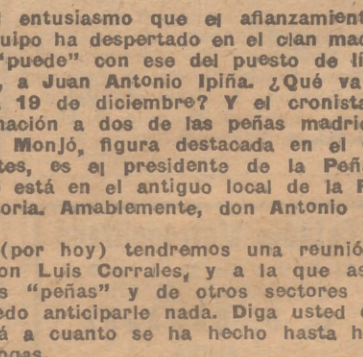 entusiasmo que el afianzamient
quipo ha despertado en el clan mad
"puede" con ese del puesto de lí
, a Juan Antonio Ipiña. ¿Qué va
19 de diciembre? Y el cronista
mación a dos de las peñas madri
Monjó, figura destacada en el
tes, es el presidente de la Peñ
está en el antiguo local de la
toria. Amablemente, don Antonio
(por hoy) tendremos una reunió
on Luis Corrales, y a la que as
s "peñas" y de otros sectores
edo anticiparle nada. Diga usted
á a cuanto se ha hecho hasta h
ogas